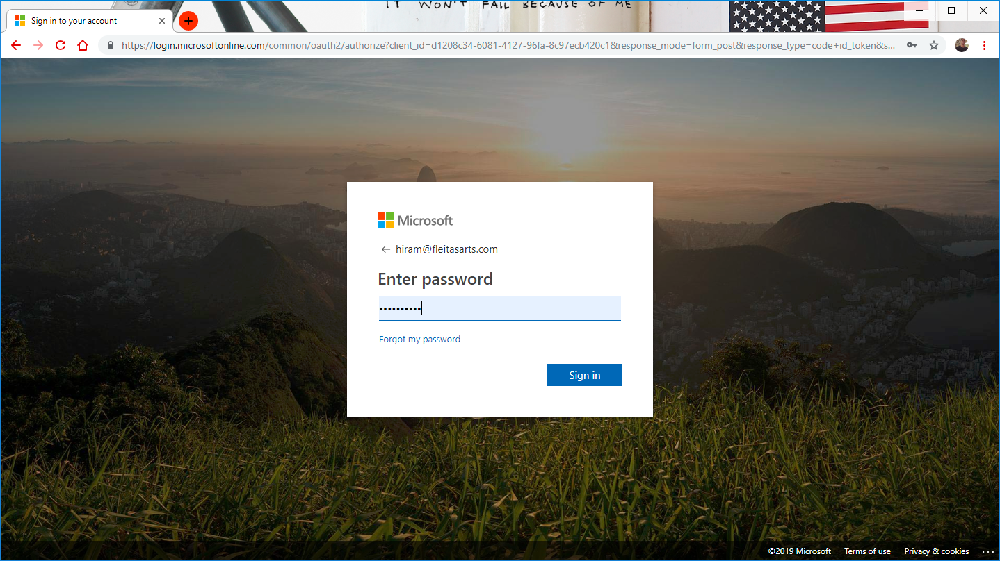 IT WON'T FAIL BECAUSE OF ME
Sign in to your account
https://login.microsoftonline.com/common/oauth2/authorize?client_id=d1208c34-6081-4127-96fa-8c97ecb420c1&response_mode=form_post&response_type=code+id_token&s...
Microsoft
hiram@fleitasarts.com
Enter password
Forgot my password
Sign in
©2019 Microsoft Terms of use Privacy & cookies